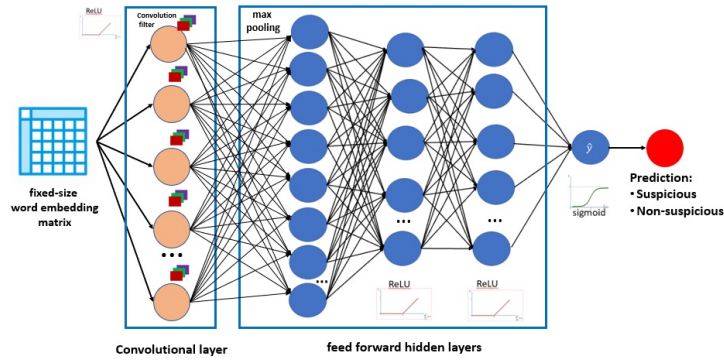 ReLU
Convolution
filter
max
pooling
fixed-size
word embedding
matrix
...
...
...
...
ŷ
sigmoid
Prediction:
• Suspicious
• Non-suspicious
ReLU
ReLU
Convolutional layer
feed forward hidden layers